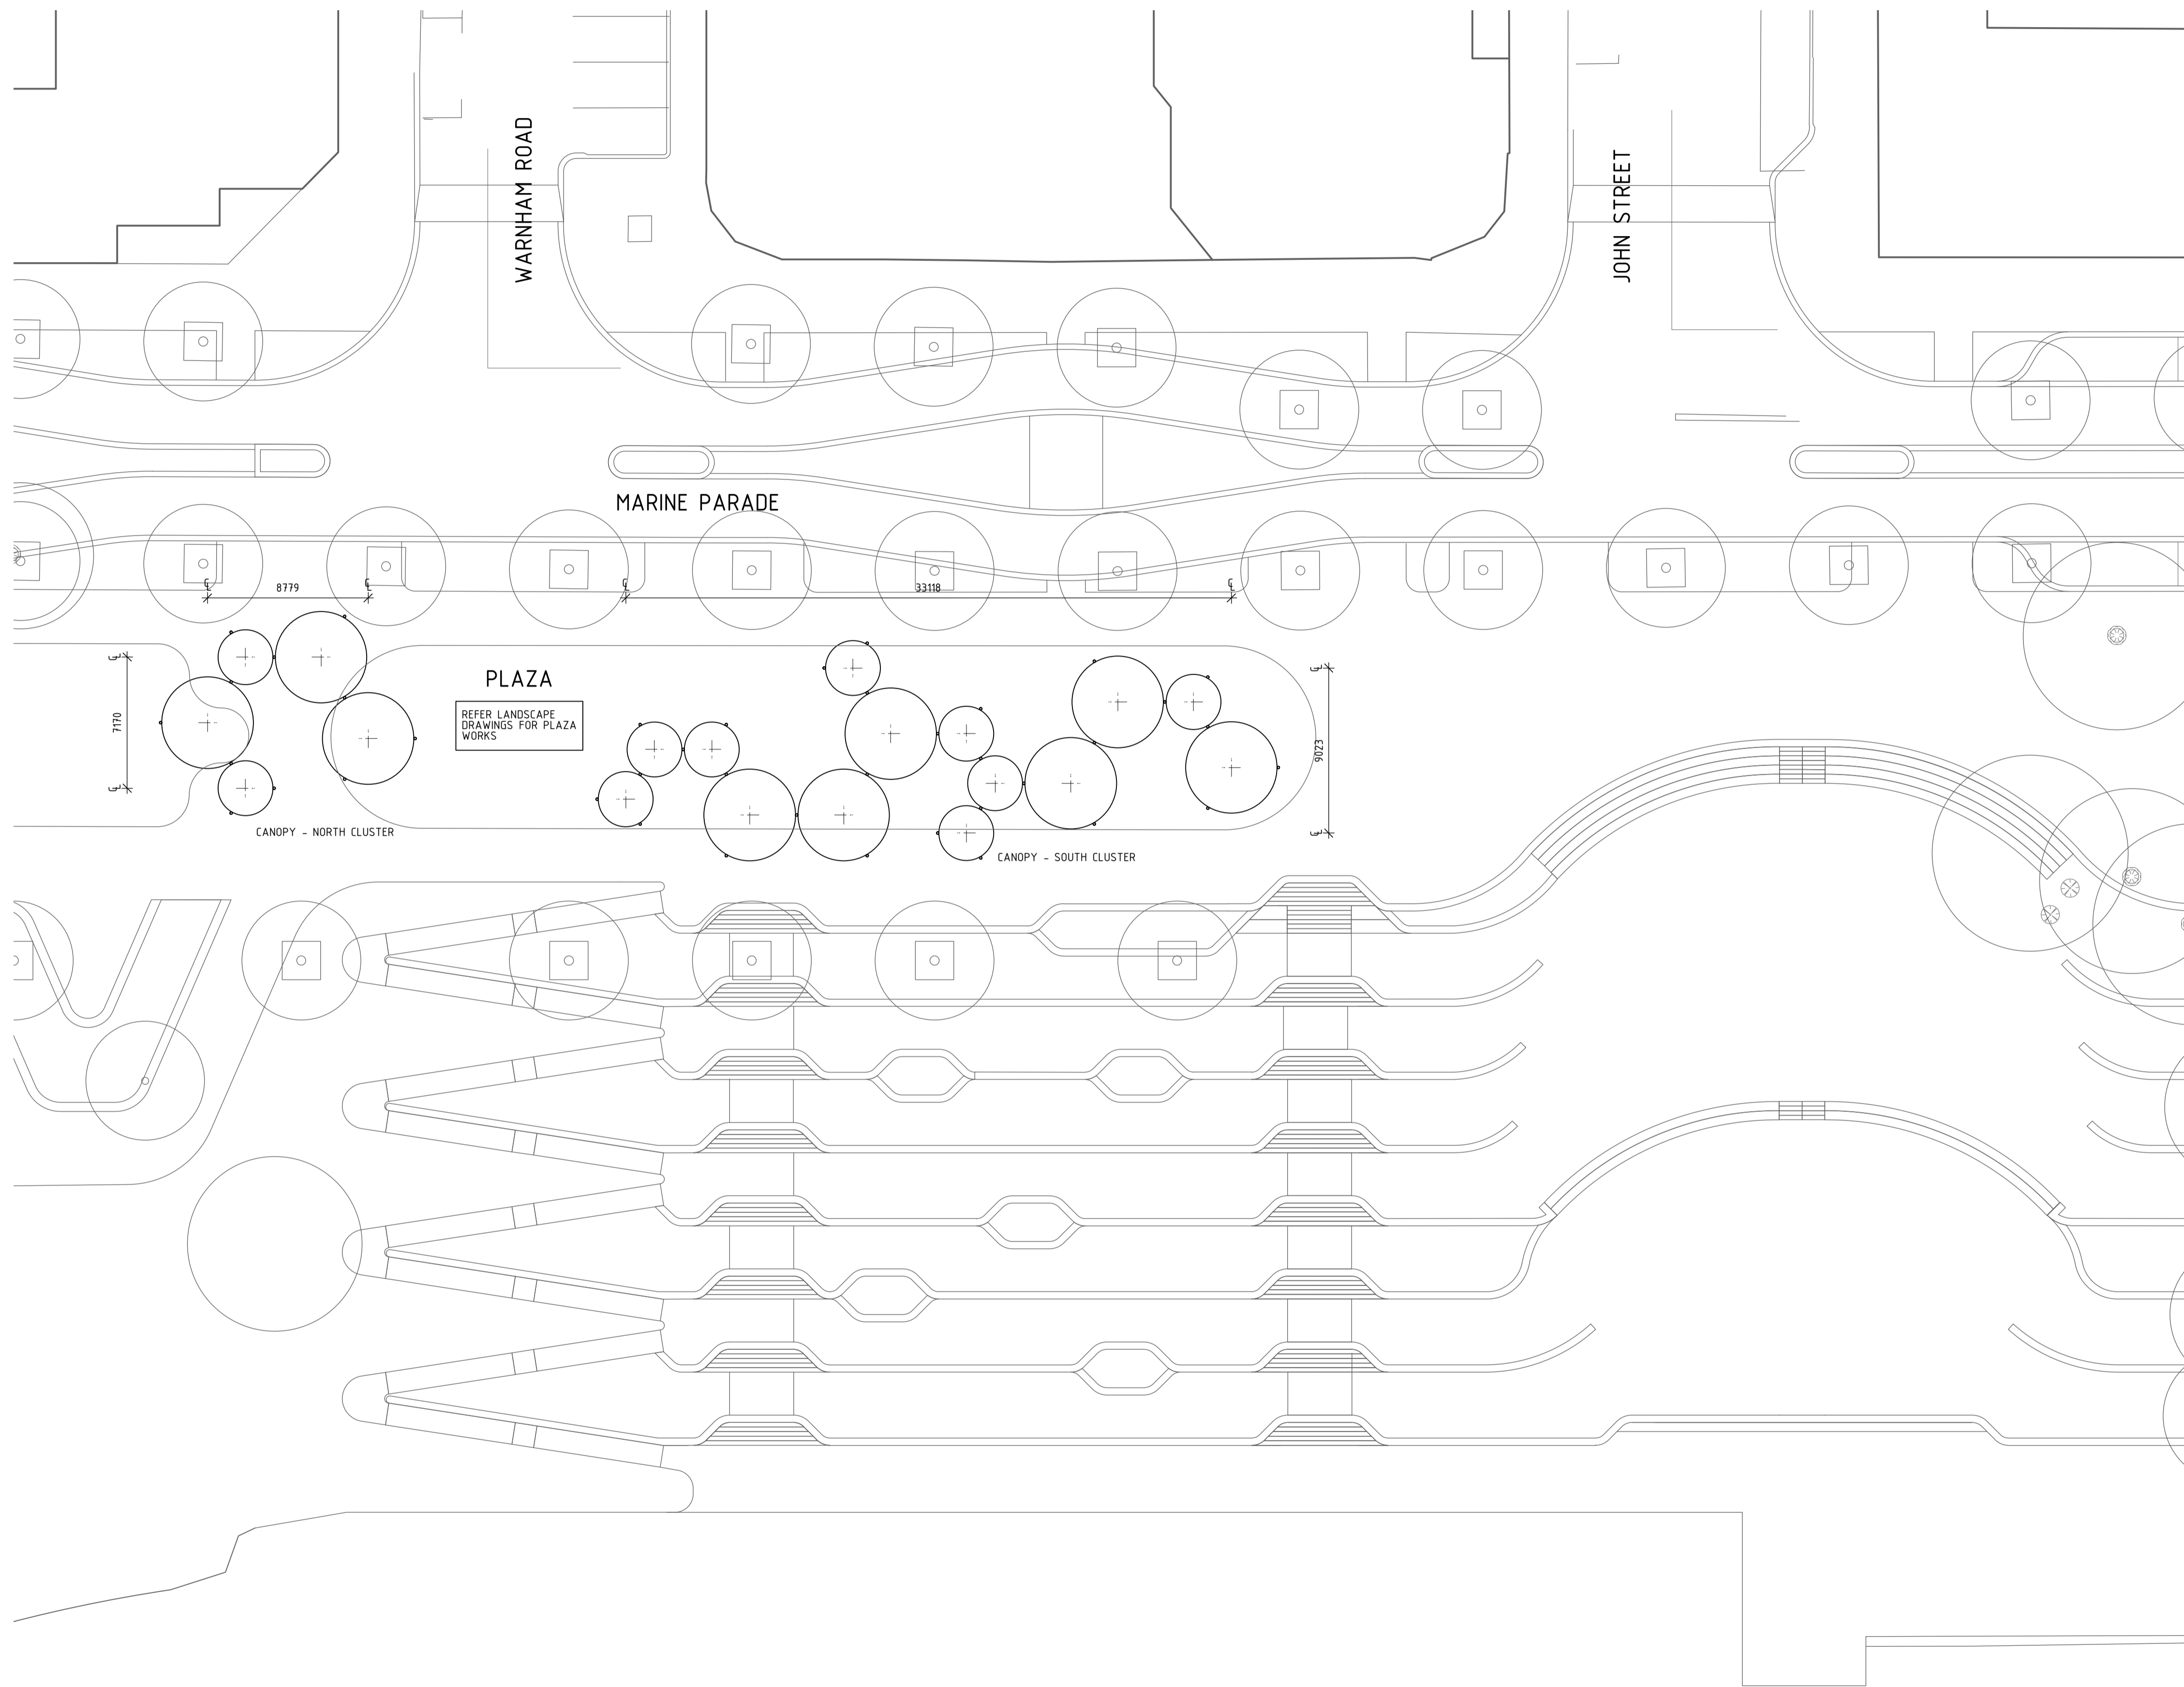 WARNHAM ROAD
JOHN STREET
MARINE PARADE
8779
33118
7170
PLAZA
REFER LANDSCAPE
DRAWINGS FOR PLAZA
WORKS
9023
CANOPY - NORTH CLUSTER
CANOPY - SOUTH CLUSTER